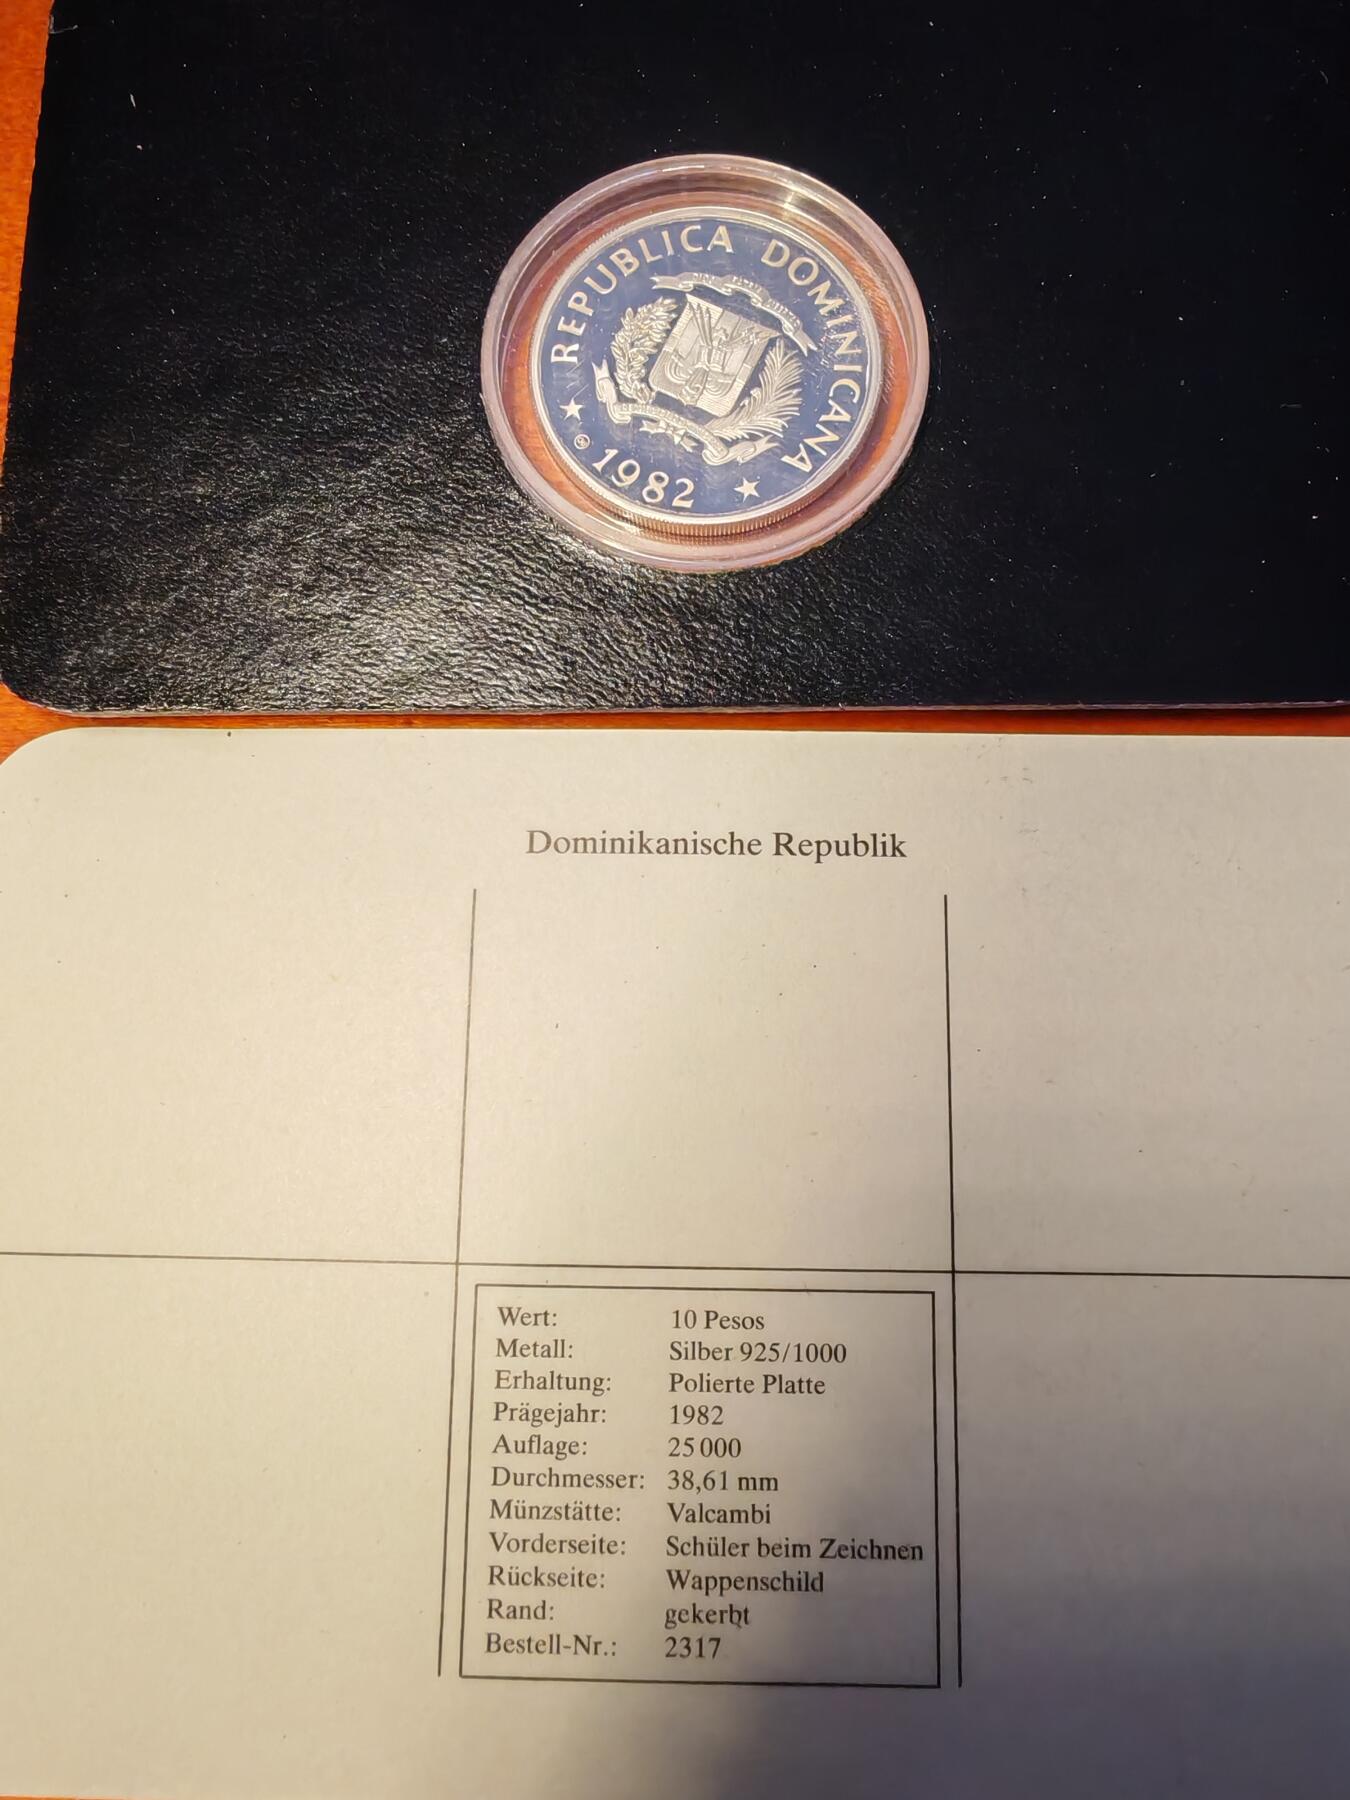 REPUBLICA DOMINICANA
1982
Dominikanische Republik
Wert: 10 Pesos
Metall: Silber 925/1000
Erhaltung: Polierte Platte
Prägejahr: 1982
Auflage: 25 000
Durchmesser: 38,61 mm
Münzstätte: Valcambi
Vorderseite: Schüler beim Zeichnen
Rückseite: Wappenschild
Rand: gekerbt
Bestell-Nr.: 2317